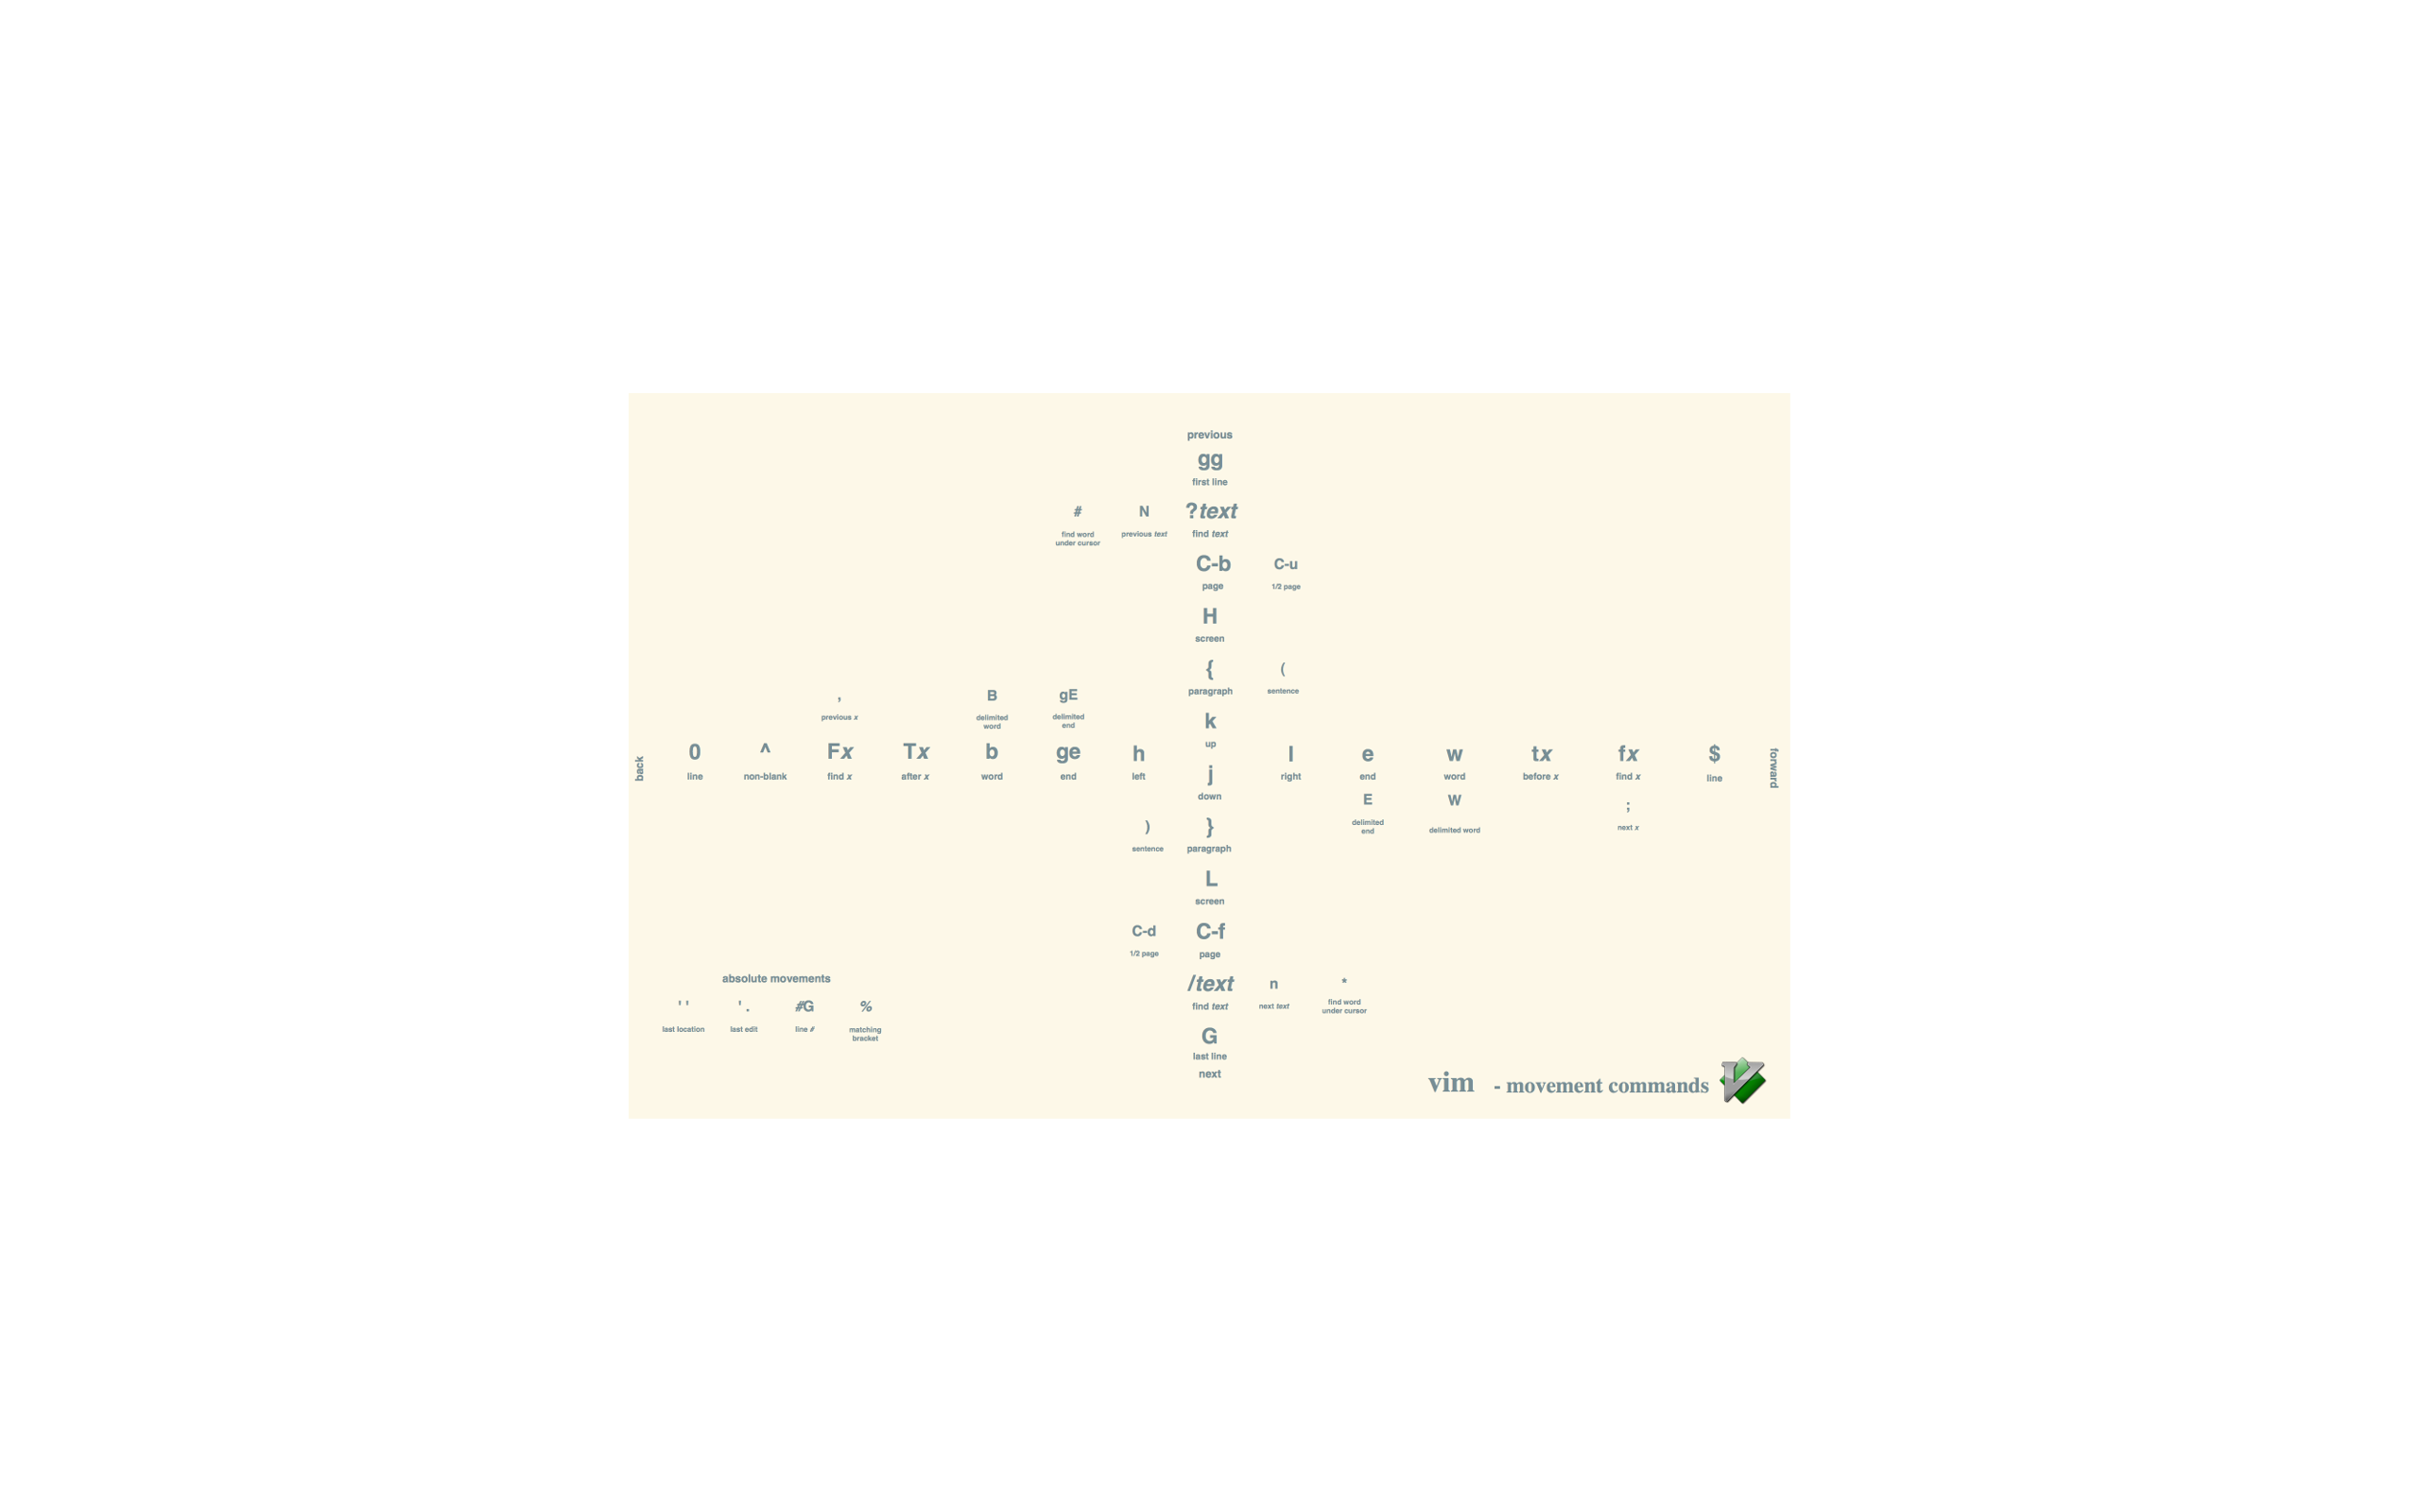 previous
gg
first line
# N ?text
find word under cursor previous text find text
C-b C-u
page 1/2 page
H
screen
{ (
paragraph sentence
, B gE
previous x delimited word delimited end
k
up
back 0 ^ Fx Tx b ge h l e w tx fx $ forward
line non-blank find x after x word end left right end word before x find x line
j
down
E W ;
delimited end delimited word next x
) }
sentence paragraph
L
screen
C-d C-f
1/2 page page
absolute movements
/text n *
find text next text find word under cursor
' ' ' . #G %
last location last edit line # matching bracket
G
last line
next
vim - movement commands